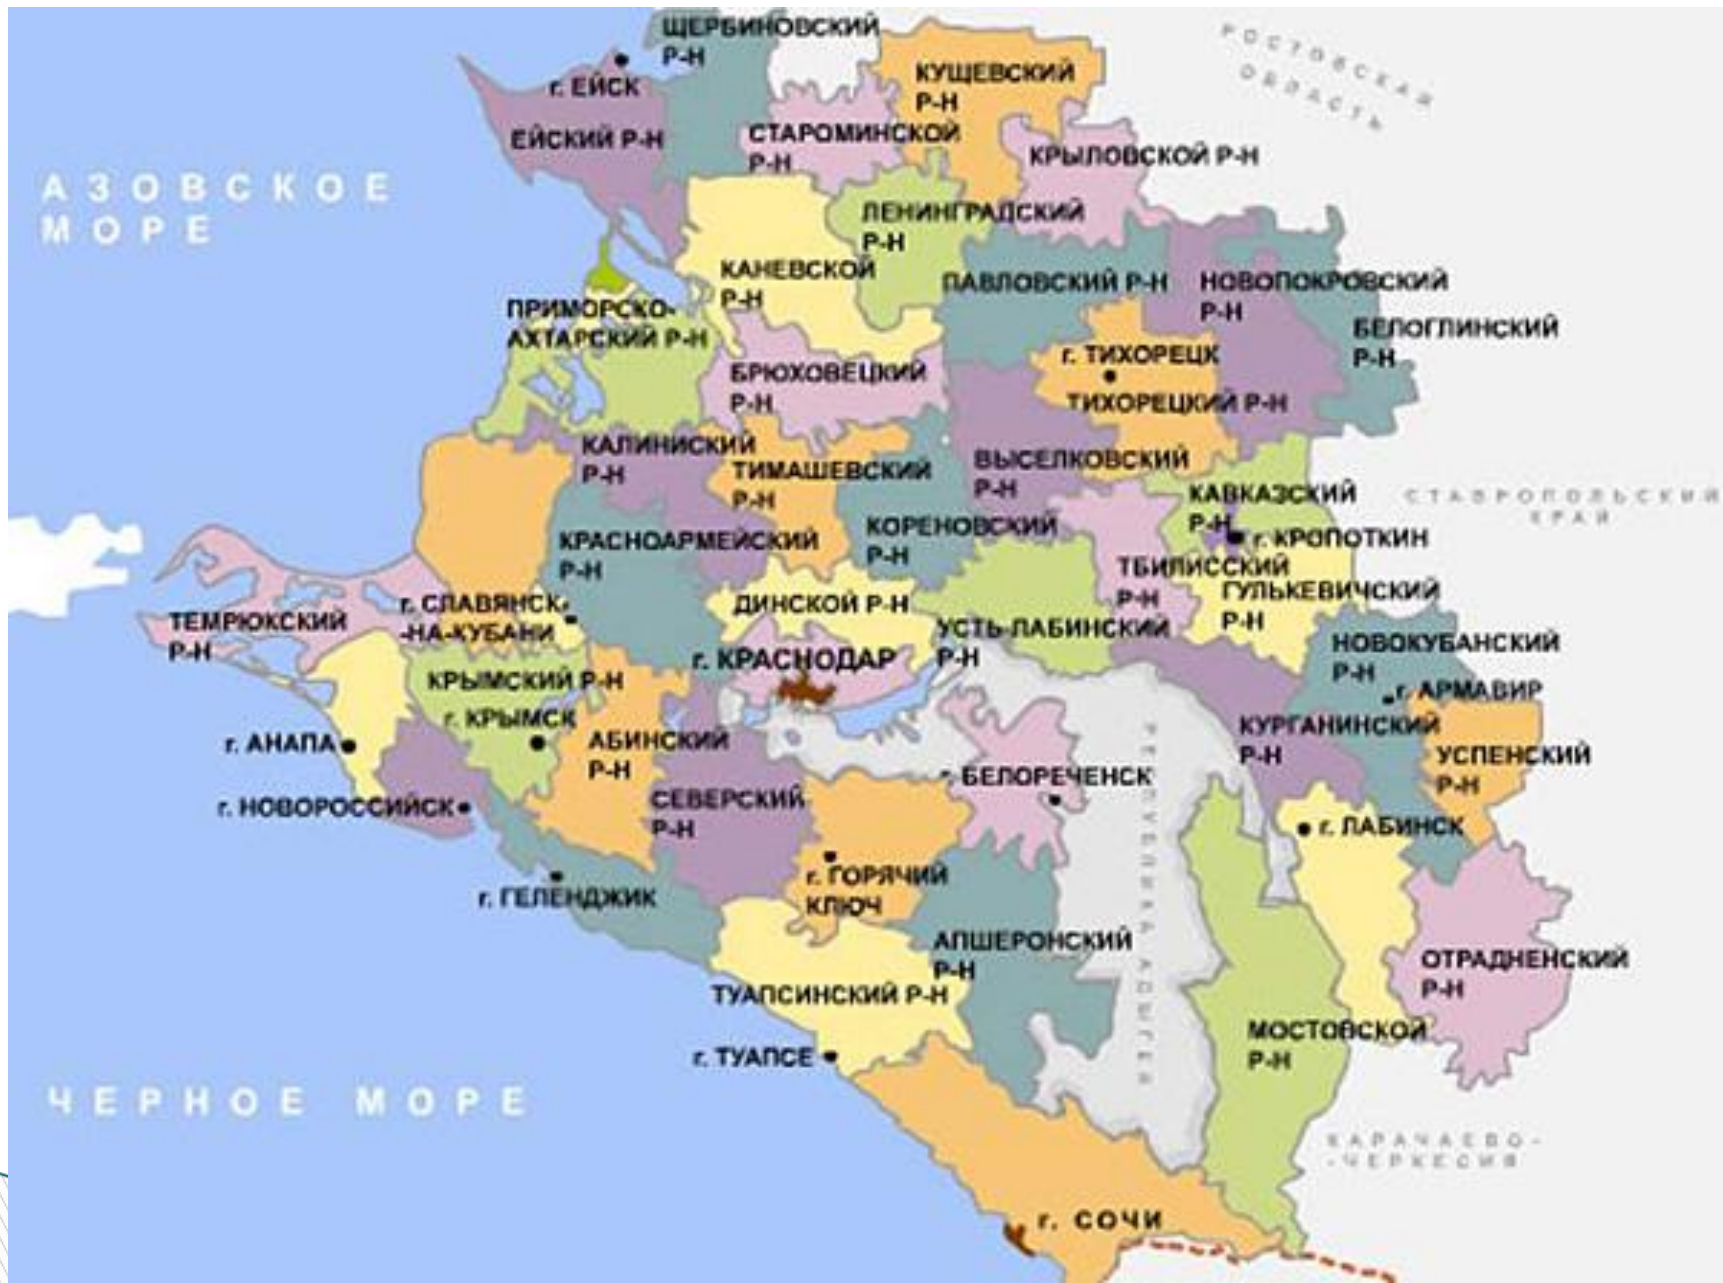 ЩЕРБИНОВСКИЙ
Р-Н
РОСТОВСКАЯ
ОБЛАСТЬ
г. ЕЙСК
КУЩЕВСКИЙ
Р-Н
ЕЙСКИЙ Р-Н
СТАРОМИНСКОЙ
Р-Н
КРЫЛОВСКОЙ Р-Н
АЗОВСКОЕ
МОРЕ
ЛЕНИНГРАДСКИЙ
Р-Н
КАНЕВСКОЙ
Р-Н
ПАВЛОВСКИЙ Р-Н
НОВОПОКРОВСКИЙ
Р-Н
ПРИМОРСКО-
АХТАРСКИЙ Р-Н
БЕЛОГЛИНСКИЙ
Р-Н
г. ТИХОРЕЦК
БРЮХОВЕЦКИЙ
Р-Н
ТИХОРЕЦКИЙ Р-Н
КАЛИНИСКИЙ
Р-Н
ТИМАШЕВСКИЙ
Р-Н
ВЫСЕЛКОВСКИЙ
Р-Н
КАВКАЗСКИЙ
Р-Н
СТАВРОПОЛЬСКИЙ
КРАЙ
КОРЕНОВСКИЙ
Р-Н
КРАСНОАРМЕЙСКИЙ
Р-Н
г. КРОПОТКИН
ТБИЛИССКИЙ
Р-Н
ГУЛЬКЕВИЧСКИЙ
Р-Н
г. СЛАВЯНСК-
-НА-КУБАНИ
ДИНСКОЙ Р-Н
ТЕМРЮКСКИЙ
Р-Н
УСТЬ-ЛАБИНСКИЙ
Р-Н
НОВОКУБАНСКИЙ
Р-Н
г. КРАСНОДАР
КРЫМСКИЙ Р-Н
г. АРМАВИР
г. КРЫМСК
г. АНАПА
АБИНСКИЙ
Р-Н
КУРГАНИНСКИЙ
Р-Н
УСПЕНСКИЙ
Р-Н
г. БЕЛОРЕЧЕНСК
РЕСПУБЛИКА АДЫГЕЯ
г. НОВОРОССИЙСК
СЕВЕРСКИЙ
Р-Н
г. ЛАБИНСК
г. ГЕЛЕНДЖИК
г. ГОРЯЧИЙ
КЛЮЧ
АПШЕРОНСКИЙ
Р-Н
ОТРАДНЕНСКИЙ
Р-Н
ТУАПСИНСКИЙ Р-Н
МОСТОВСКОЙ
Р-Н
г. ТУАПСЕ
ЧЕРНОЕ МОРЕ
КАРАЧАЕВО-
-ЧЕРКЕСИЯ
г. СОЧИ